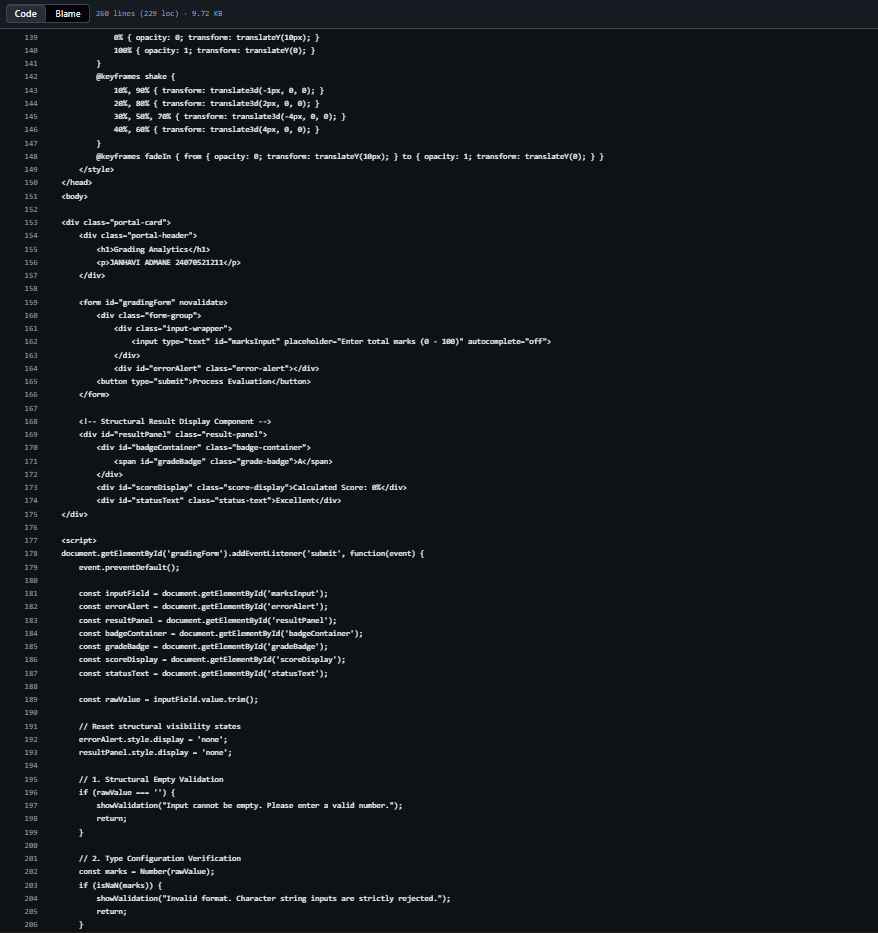 Code Blame 260 lines (229 loc) · 9.72 KB
139 0% { opacity: 0; transform: translateY(10px); }
140 100% { opacity: 1; transform: translateY(0); }
141 }
142 @keyframes shake {
143 10%, 90% { transform: translate3d(-1px, 0, 0); }
144 20%, 80% { transform: translate3d(2px, 0, 0); }
145 30%, 50%, 70% { transform: translate3d(-4px, 0, 0); }
146 40%, 60% { transform: translate3d(4px, 0, 0); }
147 }
148 @keyframes fadeIn { from { opacity: 0; transform: translateY(10px); } to { opacity: 1; transform: translateY(0); } }
149 </style>
150 </head>
151 <body>
152
153 <div class="portal-card">
154 <div class="portal-header">
155 <h1>Grading Analytics</h1>
156 <p>JANHAVI ADMANE 24070521211</p>
157 </div>
158
159 <form id="gradingForm" novalidate>
160 <div class="form-group">
161 <div class="input-wrapper">
162 <input type="text" id="marksInput" placeholder="Enter total marks (0 - 100)" autocomplete="off">
163 </div>
164 <div id="errorAlert" class="error-alert"></div>
165 <button type="submit">Process Evaluation</button>
166 </form>
167
168 <!-- Structural Result Display Component -->
169 <div id="resultPanel" class="result-panel">
170 <div id="badgeContainer" class="badge-container">
171 <span id="gradeBadge" class="grade-badge">A</span>
172 </div>
173 <div id="scoreDisplay" class="score-display">Calculated Score: 0%</div>
174 <div id="statusText" class="status-text">Excellent</div>
175 </div>
176
177 <script>
178 document.getElementById('gradingForm').addEventListener('submit', function(event) {
179 event.preventDefault();
180
181 const inputField = document.getElementById('marksInput');
182 const errorAlert = document.getElementById('errorAlert');
183 const resultPanel = document.getElementById('resultPanel');
184 const badgeContainer = document.getElementById('badgeContainer');
185 const gradeBadge = document.getElementById('gradeBadge');
186 const scoreDisplay = document.getElementById('scoreDisplay');
187 const statusText = document.getElementById('statusText');
188
189 const rawValue = inputField.value.trim();
190
191 // Reset structural visibility states
192 errorAlert.style.display = 'none';
193 resultPanel.style.display = 'none';
194
195 // 1. Structural Empty Validation
196 if (rawValue === '') {
197 showValidation("Input cannot be empty. Please enter a valid number.");
198 return;
199 }
200
201 // 2. Type Configuration Verification
202 const marks = Number(rawValue);
203 if (isNaN(marks)) {
204 showValidation("Invalid format. Character string inputs are strictly rejected.");
205 return;
206 }